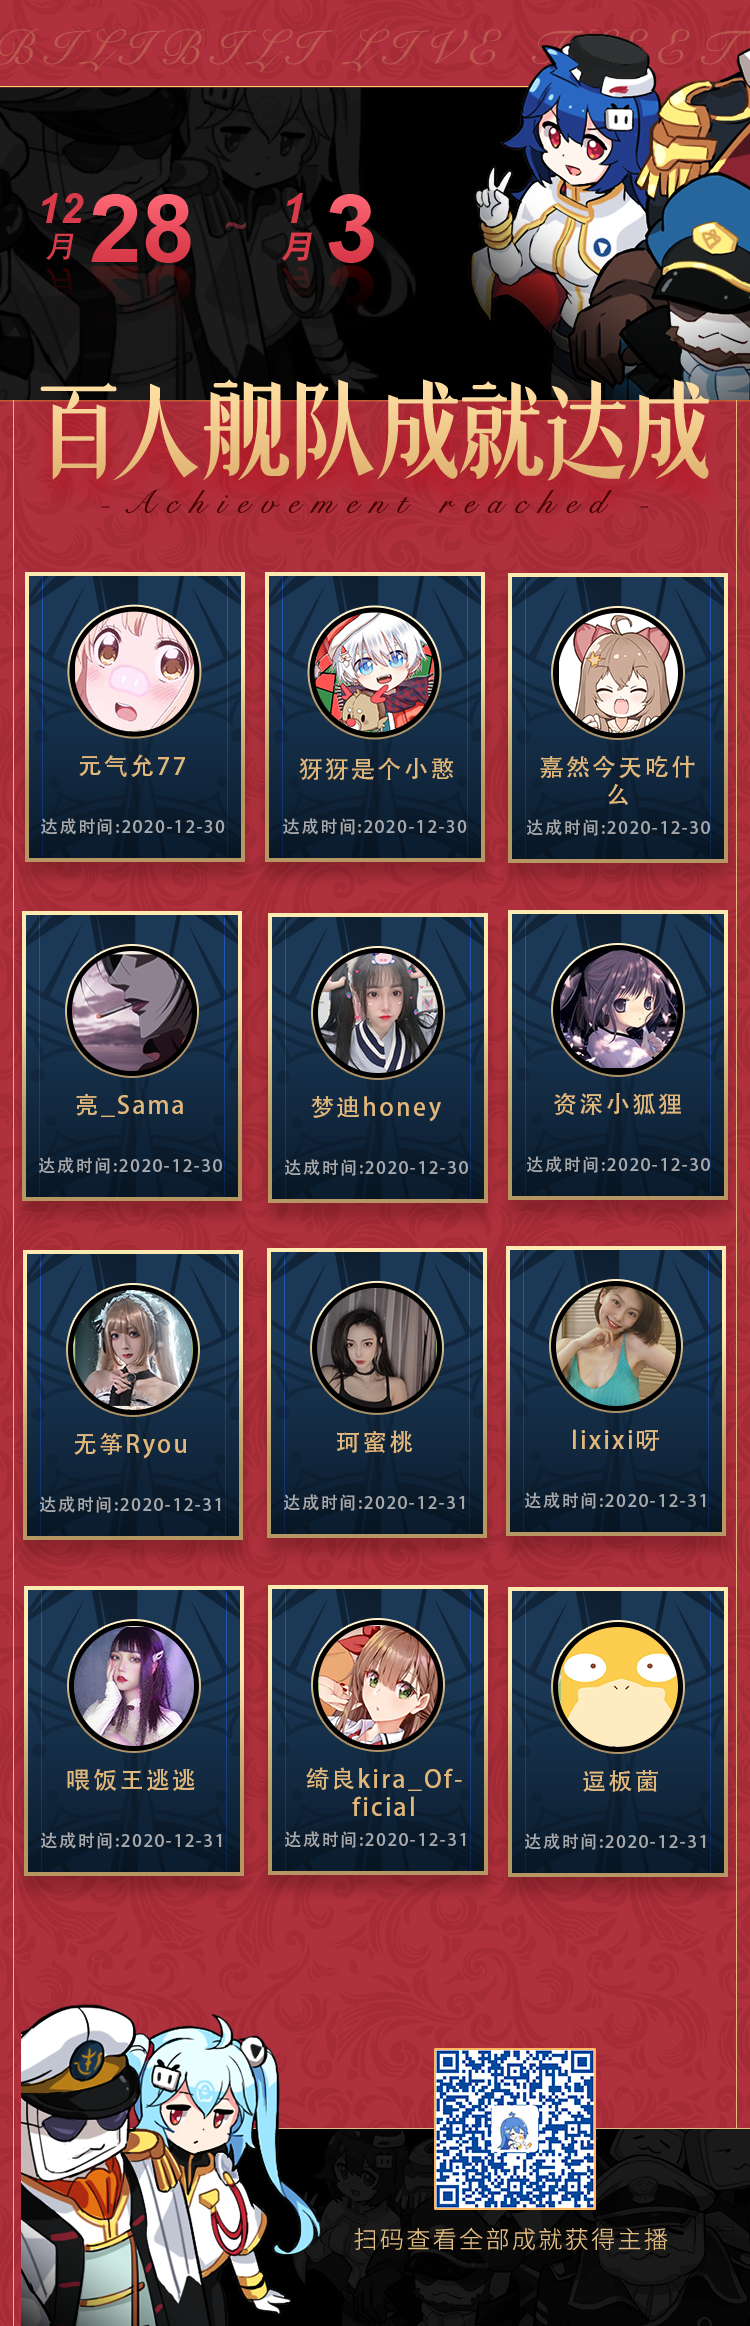 BILIBILI LIVE
12月28 ~ 1月3
百人舰队成就达成
- Achievement reached -
元气允77
达成时间:2020-12-30
犽犽是个小憨
达成时间:2020-12-30
嘉然今天吃什
么
达成时间:2020-12-30
亮_Sama
达成时间:2020-12-30
梦迪honey
达成时间:2020-12-30
资深小狐狸
达成时间:2020-12-30
无筝Ryou
达成时间:2020-12-31
珂蜜桃
达成时间:2020-12-31
lixixi呀
达成时间:2020-12-31
喂饭王逃逃
达成时间:2020-12-31
绮良kira_Of-
ficial
达成时间:2020-12-31
逗板菌
达成时间:2020-12-31
扫码查看全部成就获得主播